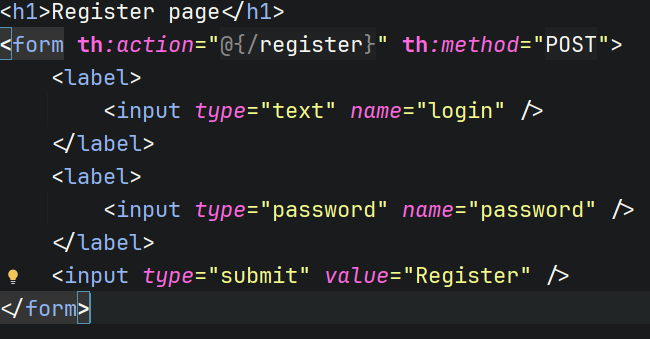 <h1>Register page</h1>
<form th:action="@{/register}" th:method="POST">
    <label>
        <input type="text" name="login" />
    </label>
    <label>
        <input type="password" name="password" />
    </label>
    <input type="submit" value="Register" />
</form>